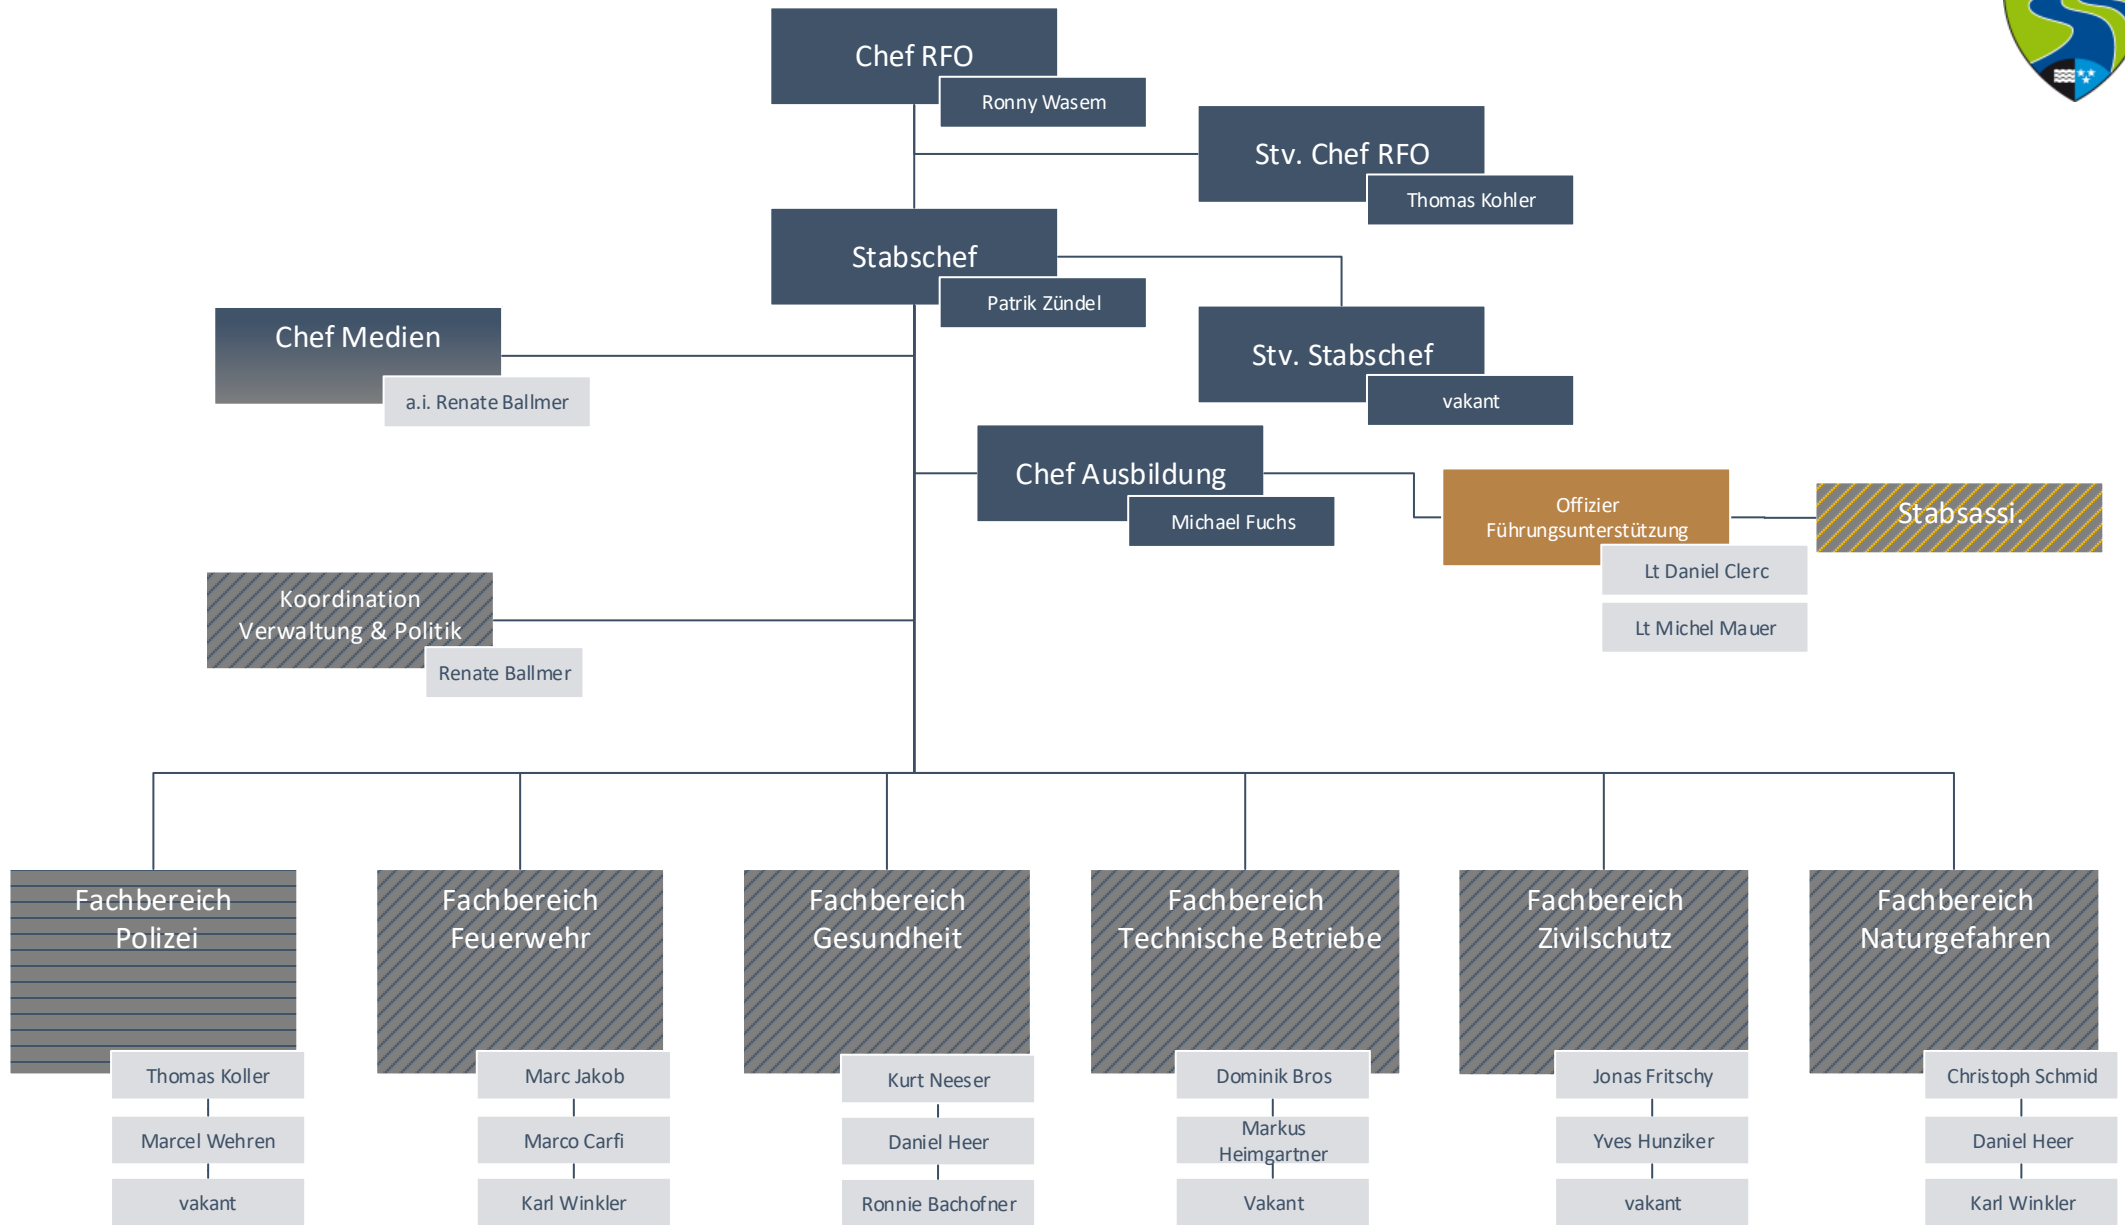 Chef RFO
Ronny Wasem
Stv. Chef RFO
Thomas Kohler
Stabschef
Patrik Zündel
Chef Medien
a.i. Renate Ballmer
Stv. Stabschef
vakant
Chef Ausbildung
Michael Fuchs
Offizier
Führungsunterstützung
Lt Daniel Clerc
Lt Michel Mauer
Stabsassi.
Koordination
Verwaltung & Politik
Renate Ballmer
Fachbereich
Polizei
Thomas Koller
Marcel Wehren
vakant
Fachbereich
Feuerwehr
Marc Jakob
Marco Carfi
Karl Winkler
Fachbereich
Gesundheit
Kurt Neeser
Daniel Heer
Ronnie Bachofner
Fachbereich
Technische Betriebe
Dominik Bros
Markus
Heimgartner
Vakant
Fachbereich
Zivilschutz
Jonas Fritschy
Yves Hunziker
vakant
Fachbereich
Naturgefahren
Christoph Schmid
Daniel Heer
Karl Winkler